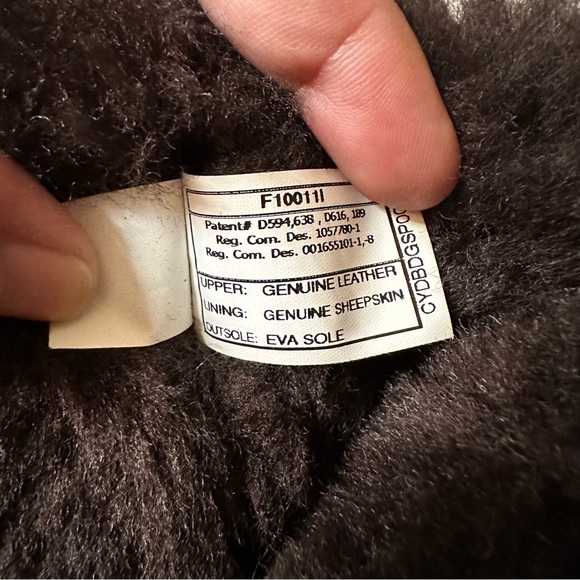 F10011I
Patent# D594,638 , D616, 189
Reg. Com. Des. 1057780-1
Reg. Com. Des. 001655101-1,-8
UPPER: GENUINE LEATHER
LINING: GENUINE SHEEPSKIN
OUTSOLE: EVA SOLE